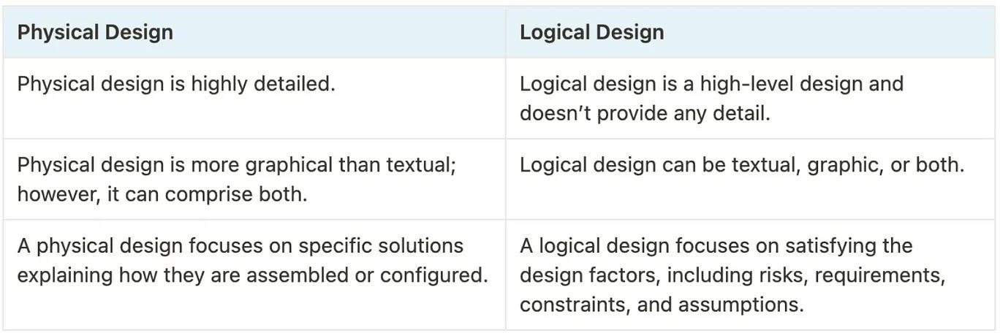 Physical Design
Logical Design
Physical design is highly detailed.
Logical design is a high-level design and
doesn’t provide any detail.
Physical design is more graphical than textual;
however, it can comprise both.
Logical design can be textual, graphic, or both.
A physical design focuses on specific solutions
explaining how they are assembled or configured.
A logical design focuses on satisfying the
design factors, including risks, requirements,
constraints, and assumptions.